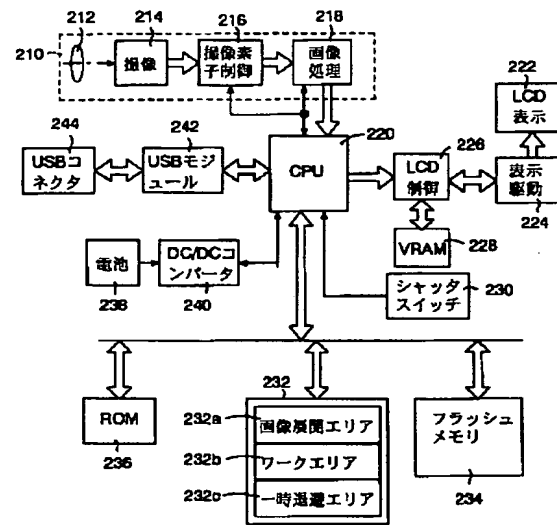 212
214
216
218
210
撮像
撮像素
子制御
画像
処理
222
LCD
表示
244
242
220
226
USBコ
ネクタ
USBモジ
ュール
CPU
LCD
制御
表示
駆動
224
VRAM
228
電池
DC/DCコ
ンバータ
238
240
シャッタ
スイッチ
230
ROM
236
232
232a
画像展開エリア
232b
ワークエリア
232c
一時退避エリア
フラッシュ
メモリ
234